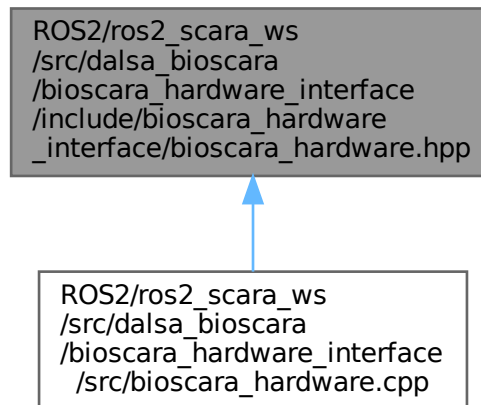 ROS2/ros2_scara_ws
/src/dalsa_bioscara
/bioscara_hardware_interface
/include/bioscara_hardware
_interface/bioscara_hardware.hpp
ROS2/ros2_scara_ws
/src/dalsa_bioscara
/bioscara_hardware_interface
/src/bioscara_hardware.cpp